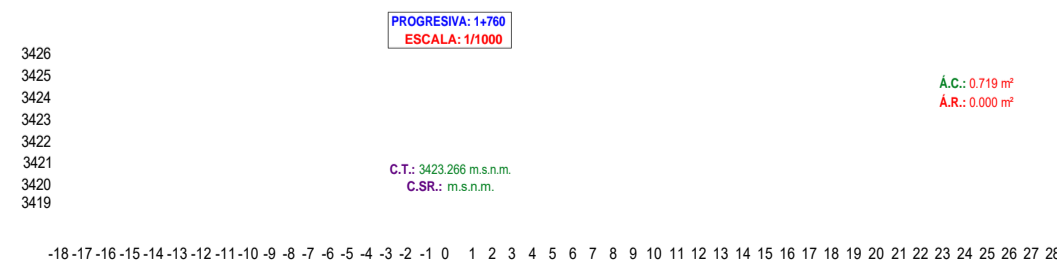 PROGRESIVA: 1+760
ESCALA: 1/1000
3426
3425
3424
3423
3422
3421
3420
3419
Á.C.: 0.719 m²
Á.R.: 0.000 m²
C.T.: 3423.266 m.s.n.m.
C.SR.: m.s.n.m.
-18 -17 -16 -15 -14 -13 -12 -11 -10 -9 -8 -7 -6 -5 -4 -3 -2 -1 0 1 2 3 4 5 6 7 8 9 10 11 12 13 14 15 16 17 18 19 20 21 22 23 24 25 26 27 28